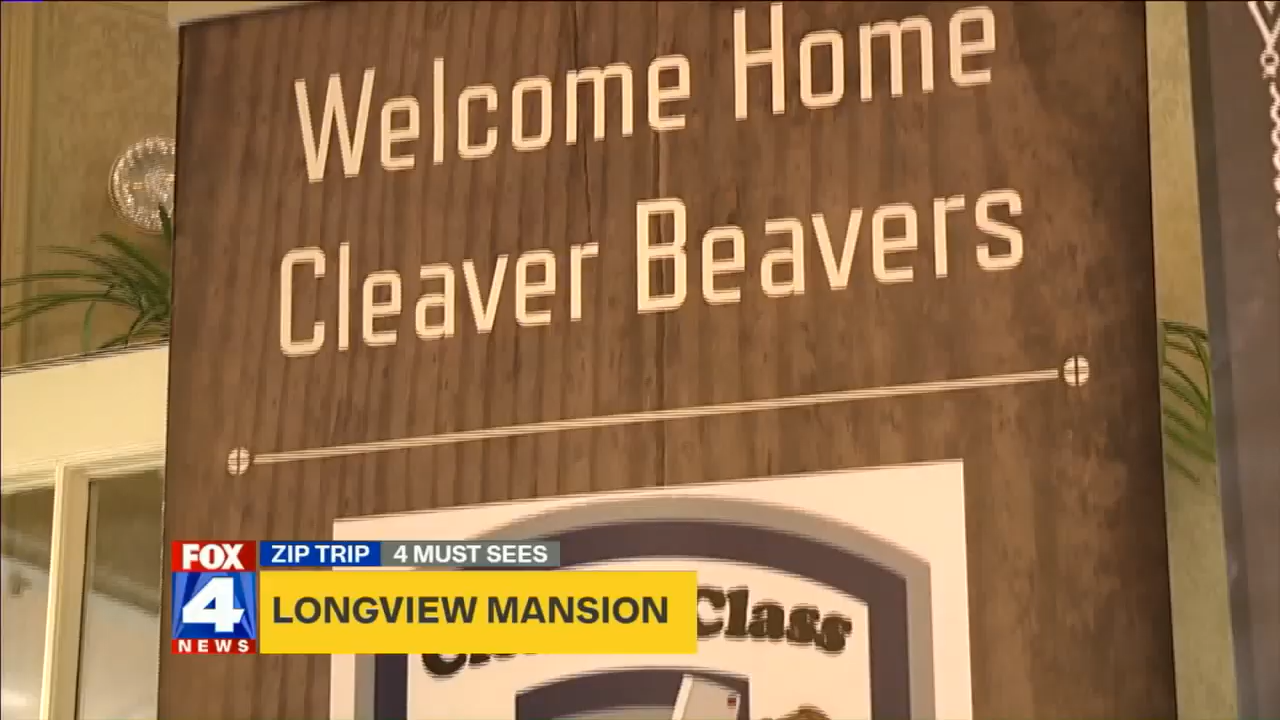 Welcome Home
Cleaver Beavers
Class
FOX
4
NEWS
ZIP TRIP
4 MUST SEES
LONGVIEW MANSION